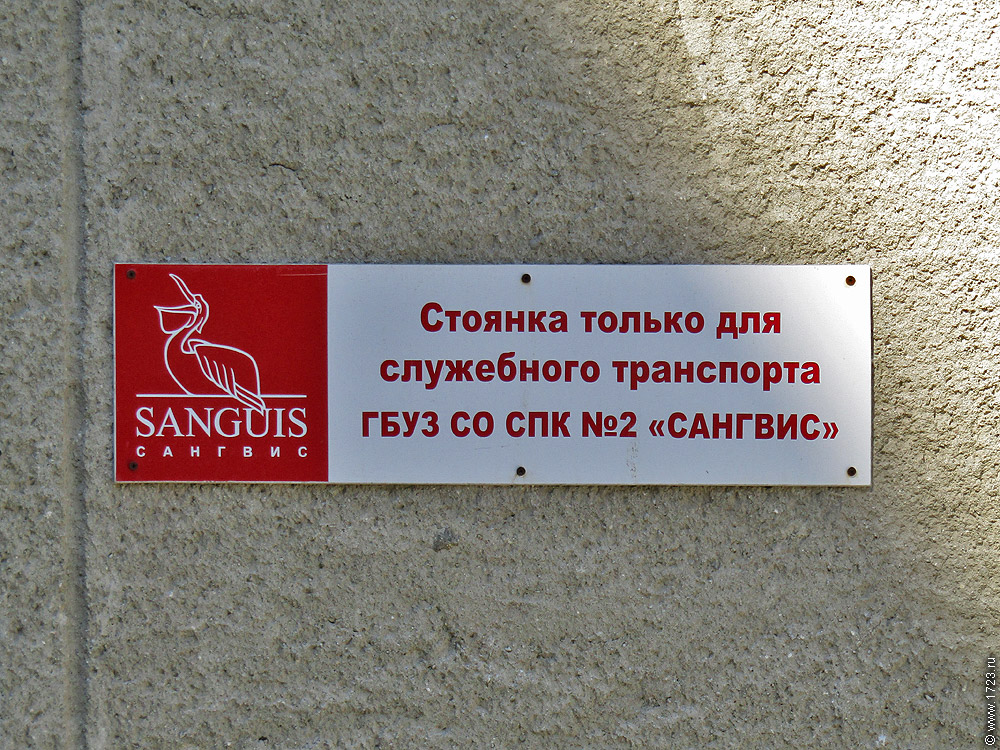 SANGUIS
САНГВИС
Стоянка только для
служебного транспорта
ГБУЗ СО СПК №2 «САНГВИС»
© www.1723.ru